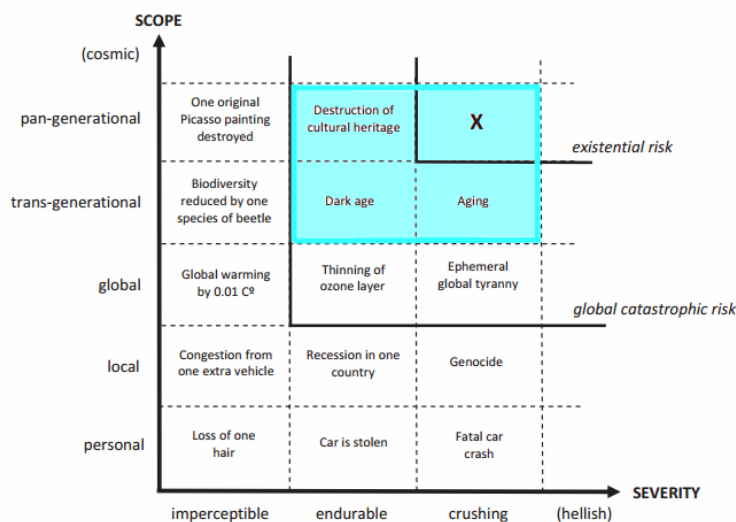 SCOPE
(cosmic)
pan-generational
One original
Picasso painting
destroyed
Destruction of
cultural heritage
X
existential risk
trans-generational
Biodiversity
reduced by one
species of beetle
Dark age
Aging
global
Global warming
by 0.01 Cº
Thinning of
ozone layer
Ephemeral
global tyranny
global catastrophic risk
local
Congestion from
one extra vehicle
Recession in one
country
Genocide
personal
Loss of one
hair
Car is stolen
Fatal car
crash
SEVERITY
imperceptible
endurable
crushing
(hellish)